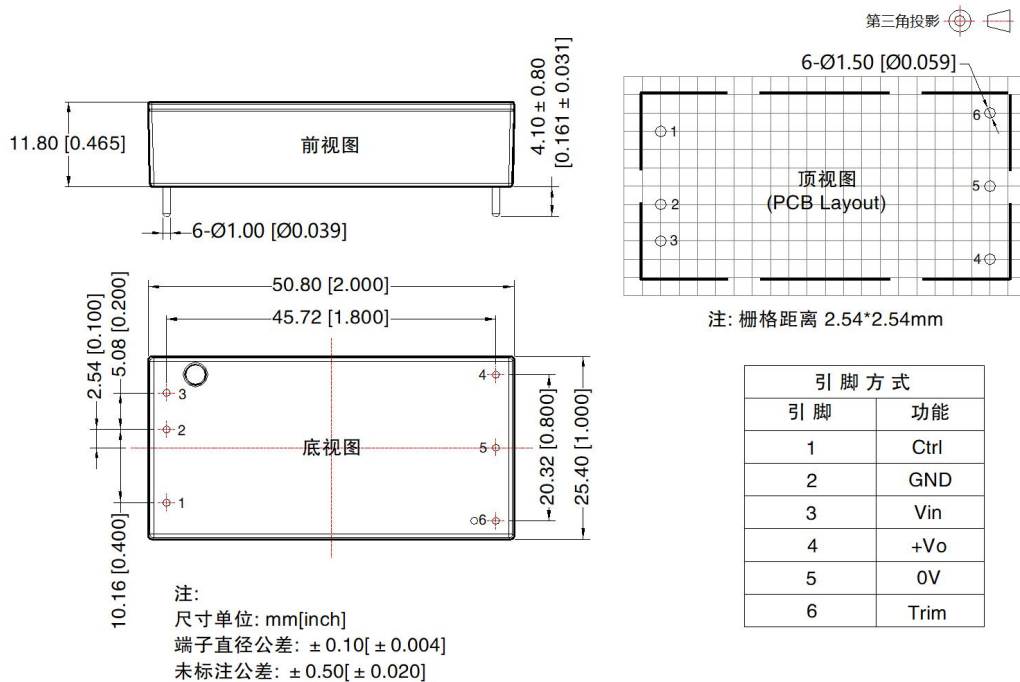 第三角投影
11.80 [0.465]
前视图
4.10 ± 0.80
[0.161 ± 0.031]
6-Ø1.00 [Ø0.039]
6-Ø1.50 [Ø0.059]
1
2
3
6
5
4
顶视图
(PCB Layout)
注: 栅格距离 2.54*2.54mm
50.80 [2.000]
45.72 [1.800]
2.54 [0.100]
5.08 [0.200]
10.16 [0.400]
3
2
1
4
5
6
底视图
20.32 [0.800]
25.40 [1.000]
注:
尺寸单位: mm[inch]
端子直径公差: ± 0.10[ ± 0.004]
未标注公差: ± 0.50[ ± 0.020]
引 脚 方 式
引 脚 功能
1 Ctrl
2 GND
3 Vin
4 +Vo
5 0V
6 Trim